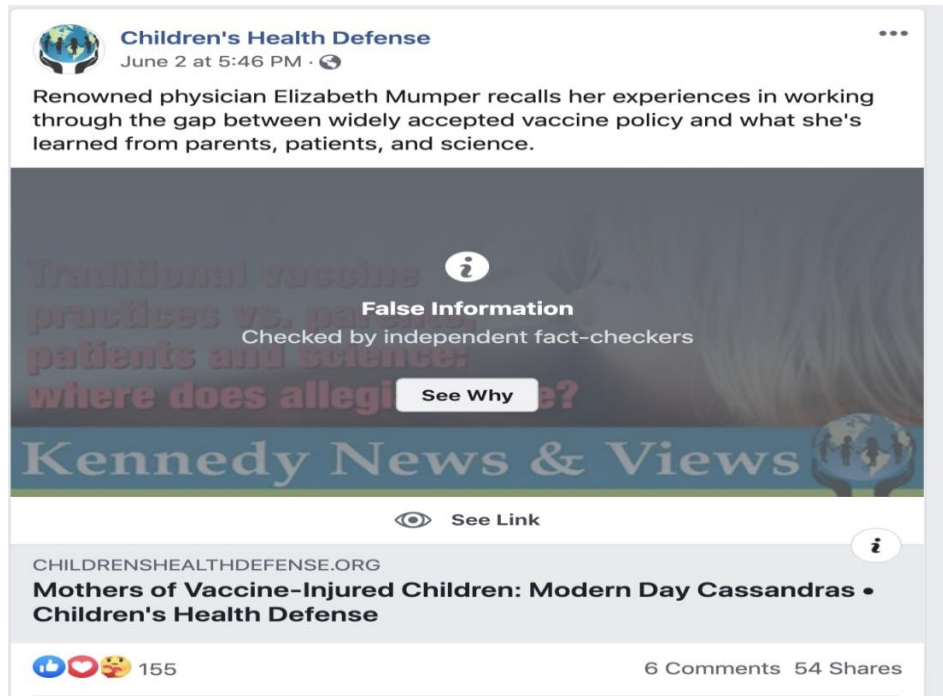 Children's Health Defense
June 2 at 5:46 PM ·
Renowned physician Elizabeth Mumper recalls her experiences in working
through the gap between widely accepted vaccine policy and what she's
learned from parents, patients, and science.
Traditional vaccine
practices vs. parents,
patients and science:
where does allegi e?
i
False Information
Checked by independent fact-checkers
See Why
Kennedy News & Views
See Link
i
CHILDRENSHEALTHDEFENSE.ORG
Mothers of Vaccine-Injured Children: Modern Day Cassandras •
Children's Health Defense
155
6 Comments 54 Shares